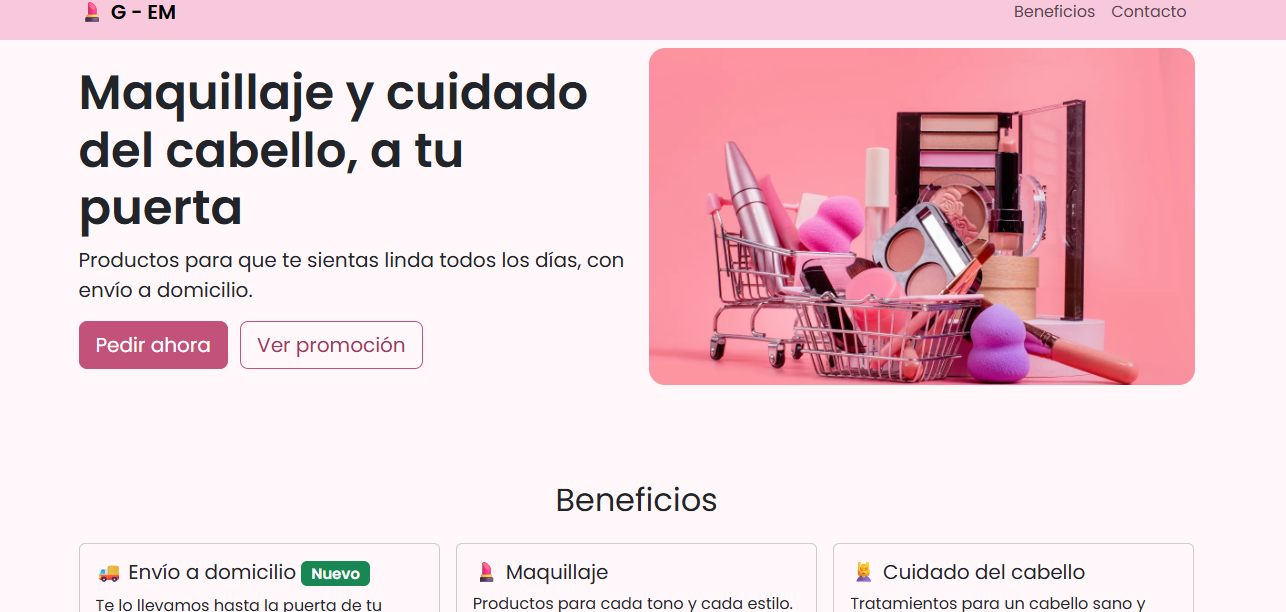 G - EM
Beneficios Contacto
Maquillaje y cuidado
del cabello, a tu
puerta
Productos para que te sientas linda todos los días, con
envío a domicilio.
Pedir ahora Ver promoción
Beneficios
Envío a domicilio Nuevo
Te lo llevamos hasta la puerta de tu
Maquillaje
Productos para cada tono y cada estilo.
Cuidado del cabello
Tratamientos para un cabello sano y